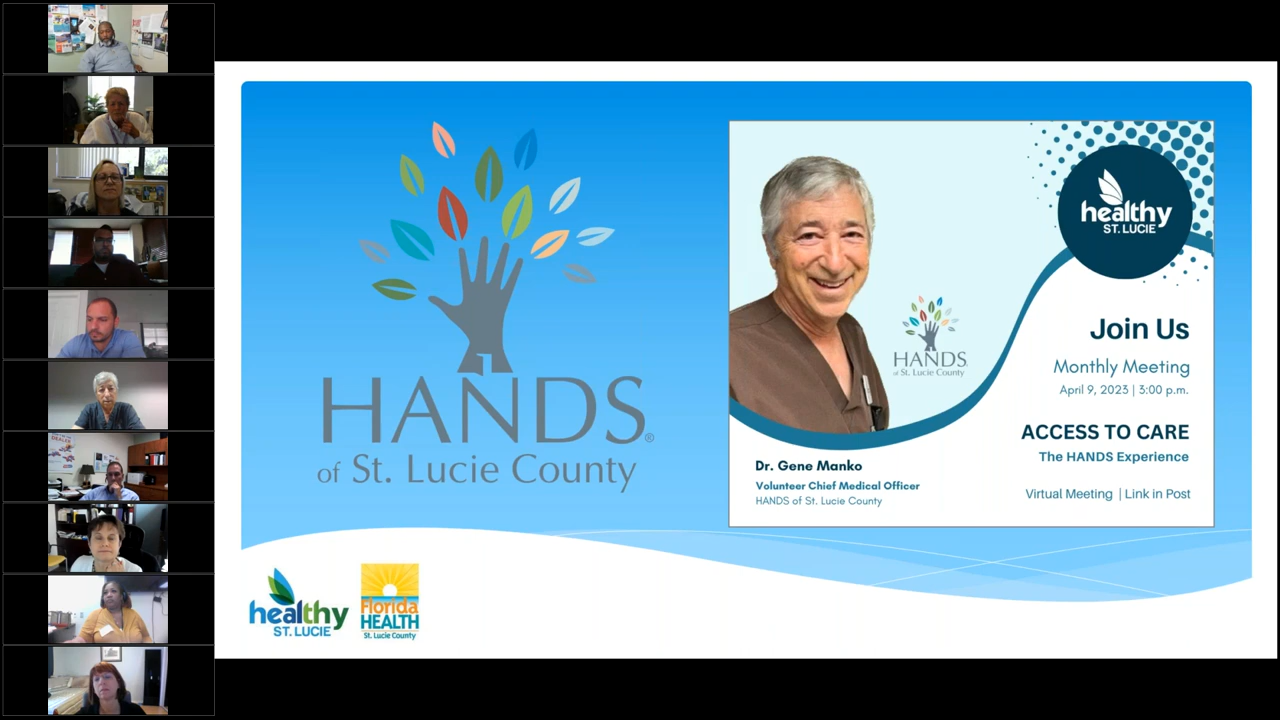 HANDS®
of St. Lucie County
healthy
ST. LUCIE
HANDS®
of St. Lucie County
Join Us
Monthly Meeting
April 9, 2023 | 3:00 p.m.
ACCESS TO CARE
The HANDS Experience
Virtual Meeting | Link in Post
Dr. Gene Manko
Volunteer Chief Medical Officer
HANDS of St. Lucie County
healthy
ST. LUCIE
Florida
HEALTH
St. Lucie County